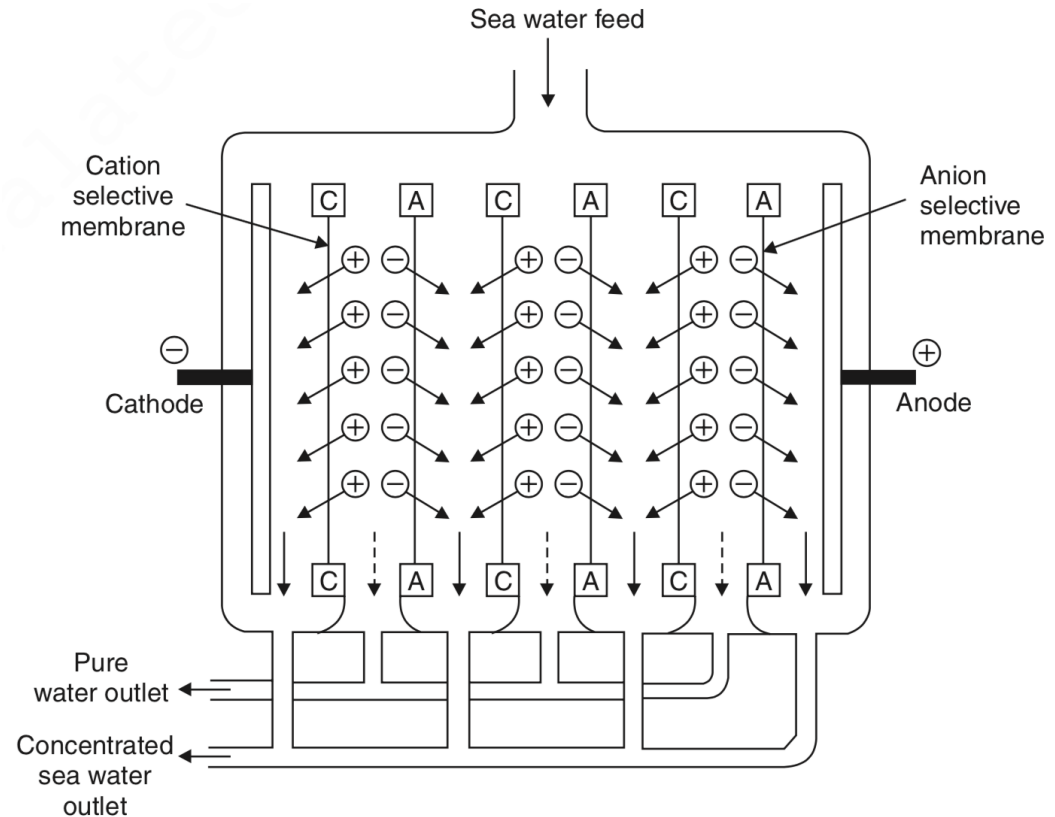 Sea water feed
Cation
selective
membrane
Anion
selective
membrane
C A C A C A
+ − + − + −
+ − + − + −
− +
+ − + − + −
Cathode
Anode
+ − + − + −
+ − + − + −
C A C A C A
Pure
water outlet
Concentrated
sea water
outlet